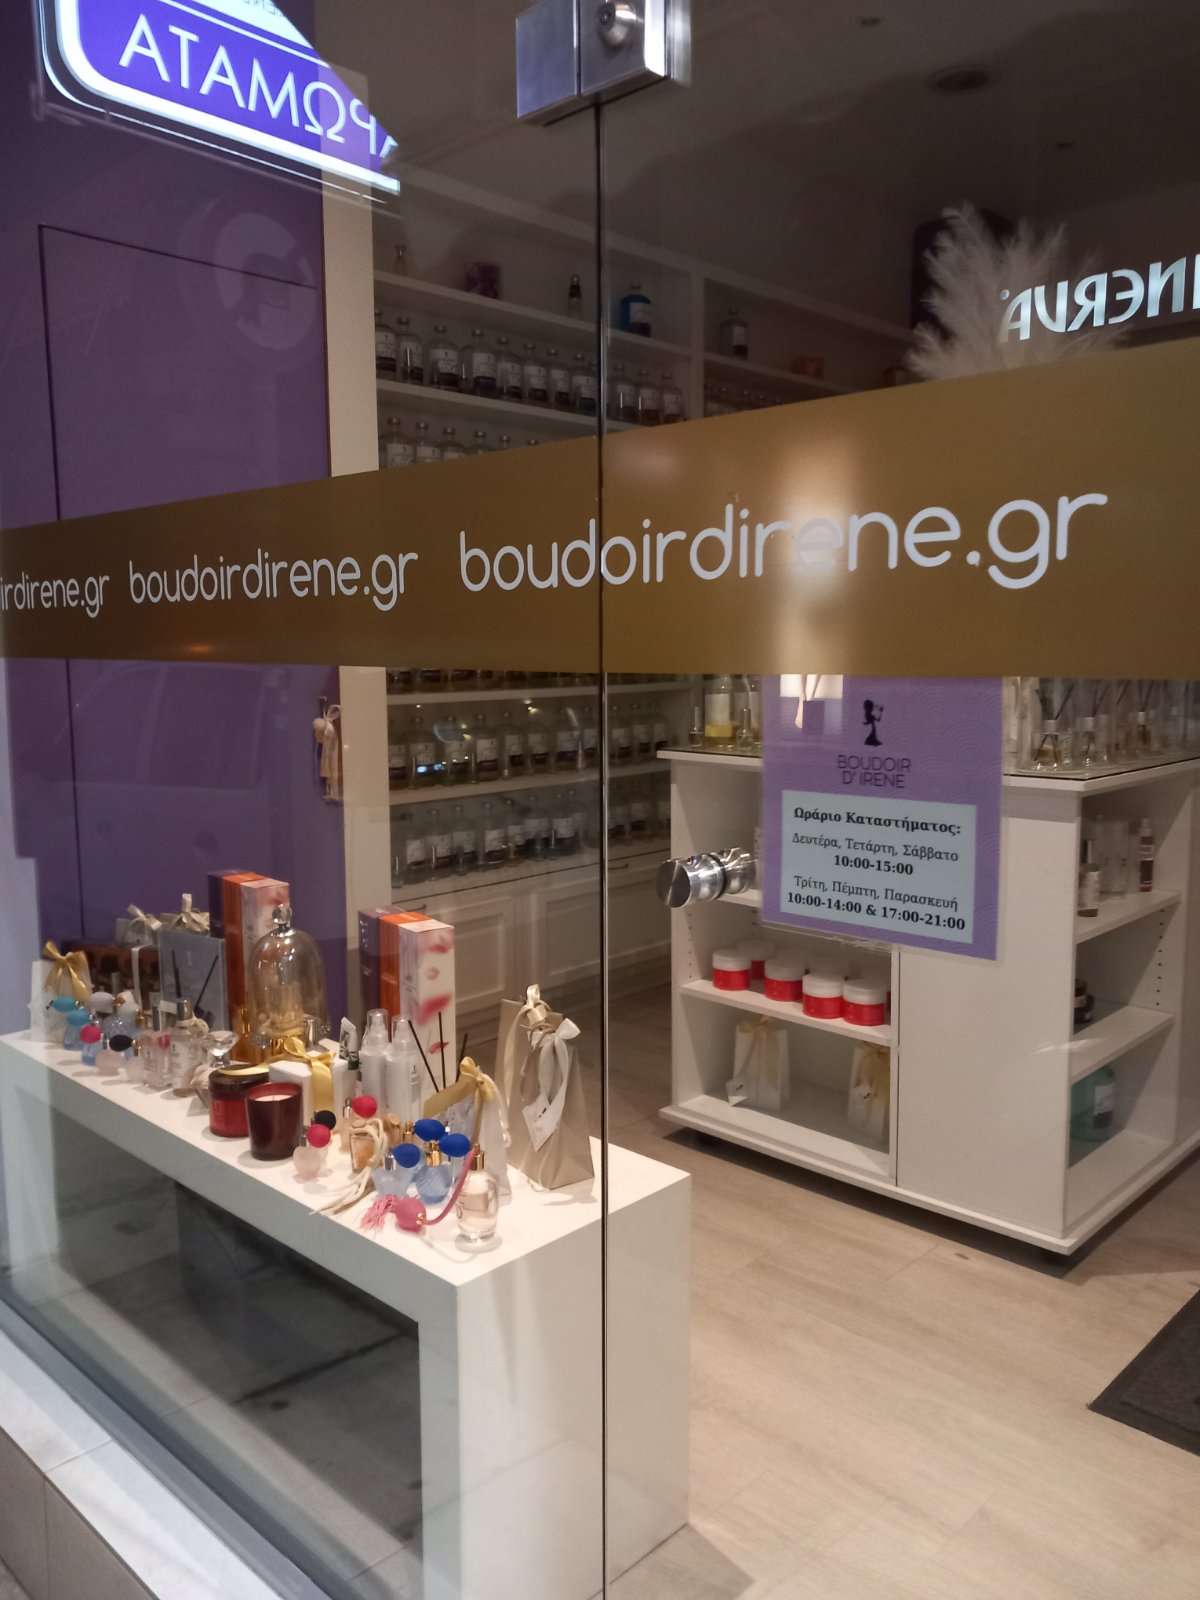 ΑΡΩΜΑΤΑ
boudoirdirene.gr boudoirdirene.gr
irdirene.gr
BOUDOIR
D' IRENE
Ωράριο Καταστήματος:
Δευτέρα, Τετάρτη, Σάββατο
10:00-15:00
Τρίτη, Πέμπτη, Παρασκευή
10:00-14:00 & 17:00-21:00